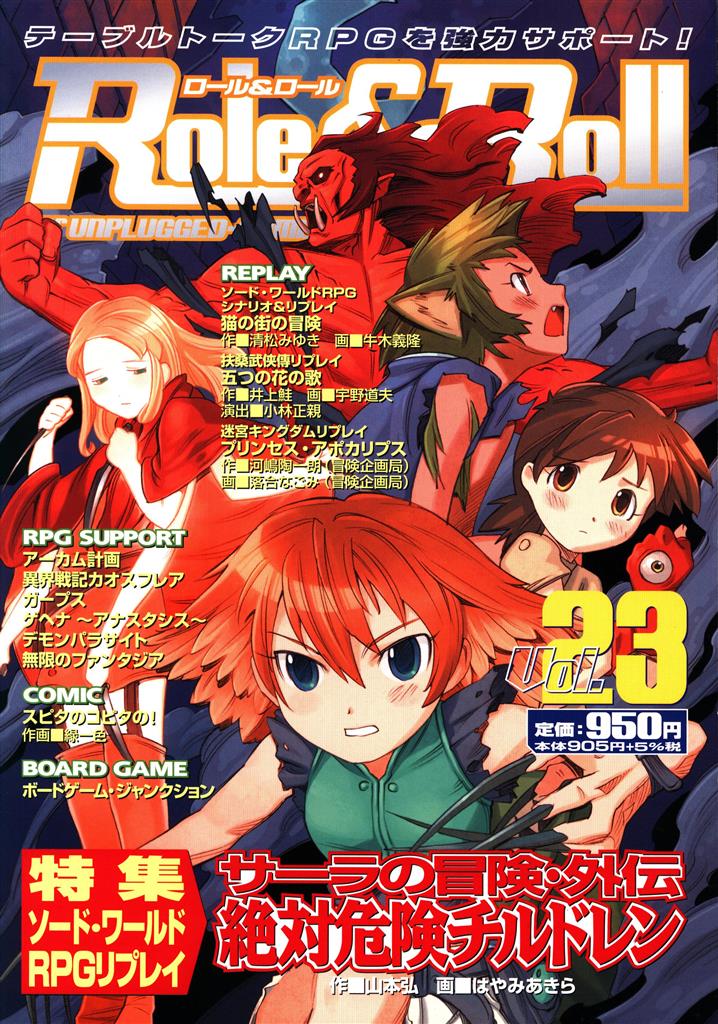 テーブルトークRPGを強力サポート!
ロール&ロール
Role&Roll
UNPLUGGED
REPLAY
ソード・ワールドRPG
シナリオ&リプレイ
猫の街の冒険
作■清松みゆき 画■牛木義隆
扶桑武侠傳リプレイ
五つの花の歌
作■井上鮭 画■宇野道夫
演出■小林正親
迷宮キングダムリプレイ
プリンセス・アポカリプス
作■河嶋陶一朗(冒険企画局)
画■落合なごみ(冒険企画局)
RPG SUPPORT
アーカム計画
異界戦記カオスフレア
ガープス
ゲヘナ ~アナスタシス~
デモンパラサイト
無限のファンタジア
COMIC
スピタのコピタの!
作画■緑一色
BOARD GAME
ボードゲーム・ジャンクション
Vol. 23
定価:950円
本体905円+5%税
特集
ソード・ワールド
RPGリプレイ
サーラの冒険・外伝
絶対危険チルドレン
作■山本弘 画■はやみあきら